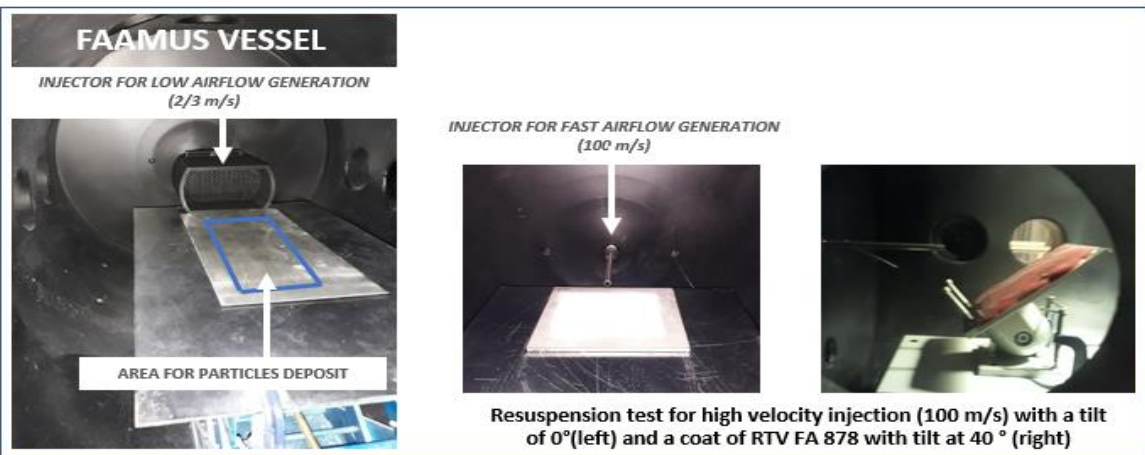 FAAMUS VESSEL
INJECTOR FOR LOW AIRFLOW GENERATION
(2/3 m/s)
AREA FOR PARTICLES DEPOSIT
INJECTOR FOR FAST AIRFLOW GENERATION
(100 m/s)
Resuspension test for high velocity injection (100 m/s) with a tilt
of 0°(left) and a coat of RTV FA 878 with tilt at 40 ° (right)